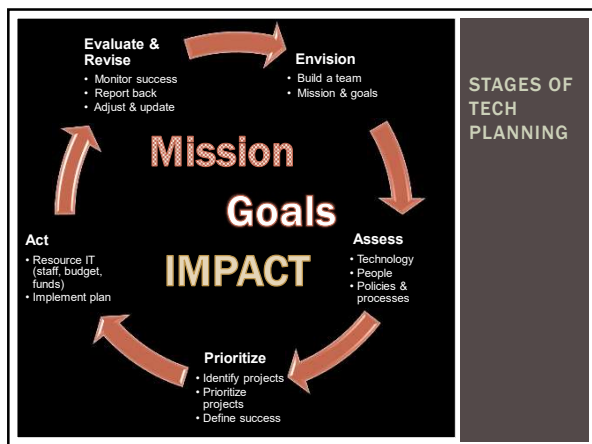 Evaluate &
Revise
• Monitor success
• Report back
• Adjust & update
Envision
• Build a team
• Mission & goals
Assess
• Technology
• People
• Policies &
processes
Prioritize
• Identify projects
• Prioritize
projects
• Define success
Act
• Resource IT
(staff, budget,
funds)
• Implement plan
Mission
Goals
IMPACT
STAGES OF
TECH
PLANNING